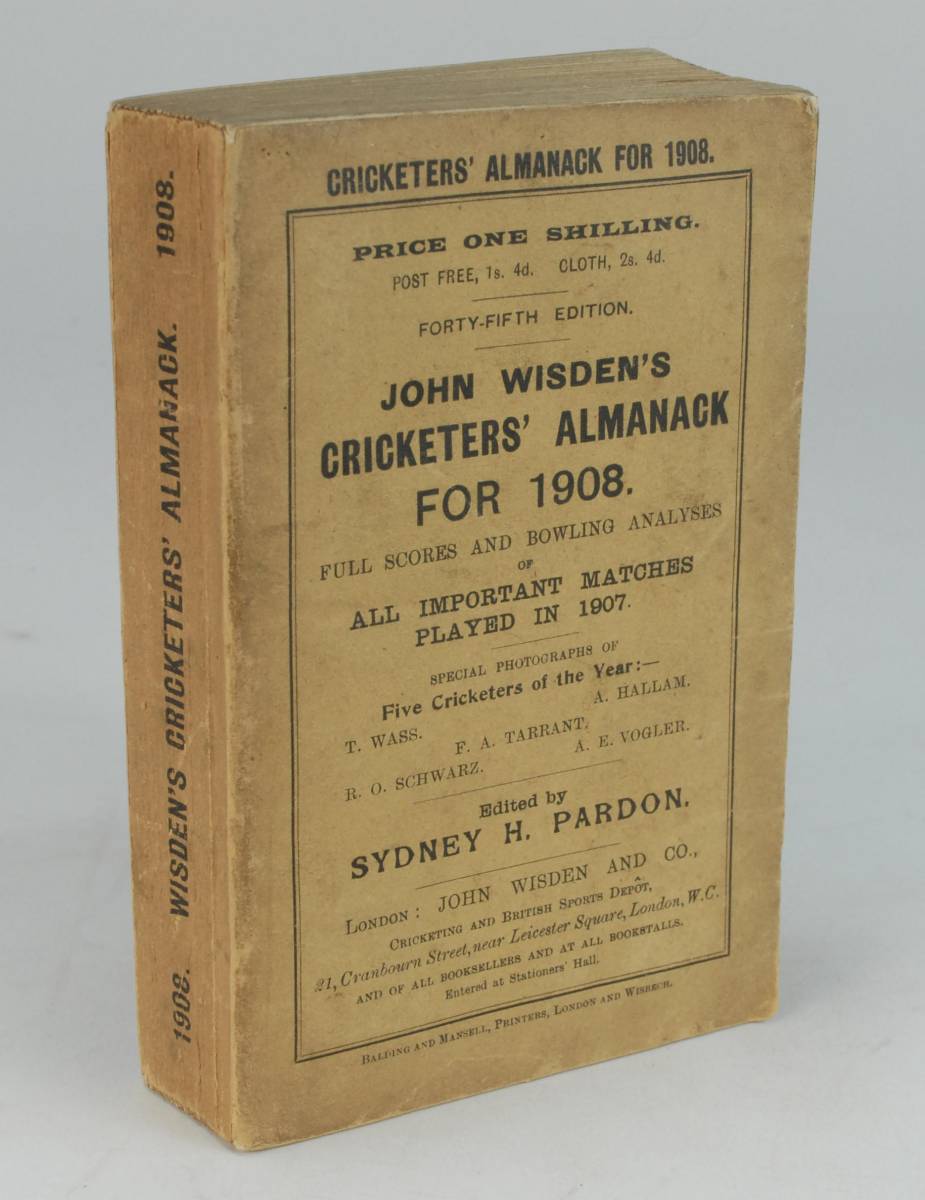 1908. WISDEN'S CRICKETERS' ALMANACK. 1908.
CRICKETERS' ALMANACK FOR 1908.
PRICE ONE SHILLING.
POST FREE, 1s. 4d. CLOTH, 2s. 4d.
FORTY-FIFTH EDITION.
JOHN WISDEN'S
CRICKETERS' ALMANACK
FOR 1908.
FULL SCORES AND BOWLING ANALYSES
OF
ALL IMPORTANT MATCHES
PLAYED IN 1907.
SPECIAL PHOTOGRAPHS OF
Five Cricketers of the Year:—
T. WASS. A. HALLAM.
F. A. TARRANT.
R. O. SCHWARZ. A. E. VOGLER.
Edited by
SYDNEY H. PARDON.
LONDON: JOHN WISDEN AND CO.,
CRICKETING AND BRITISH SPORTS DEPÔT,
21, Cranbourn Street, near Leicester Square, London, W.C.
AND OF ALL BOOKSELLERS AND AT ALL BOOKSTALLS.
Entered at Stationers' Hall.
BALDING AND MANSELL, PRINTERS, LONDON AND WISBECH.